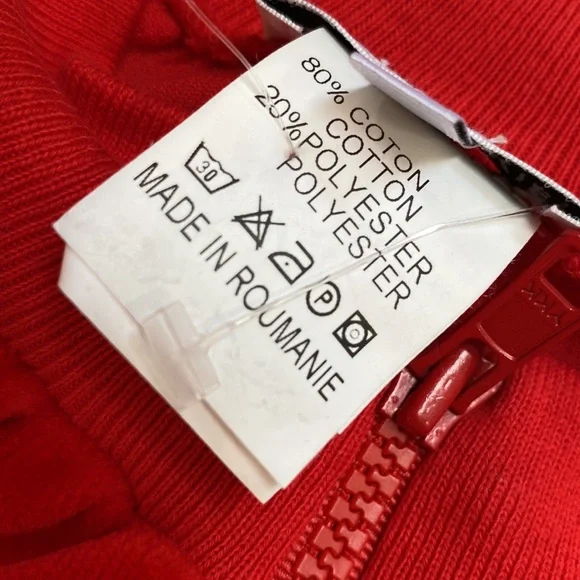 80% COTON
COTTON
20%POLYESTER
POLYESTER
30
P
MADE IN ROUMANIE